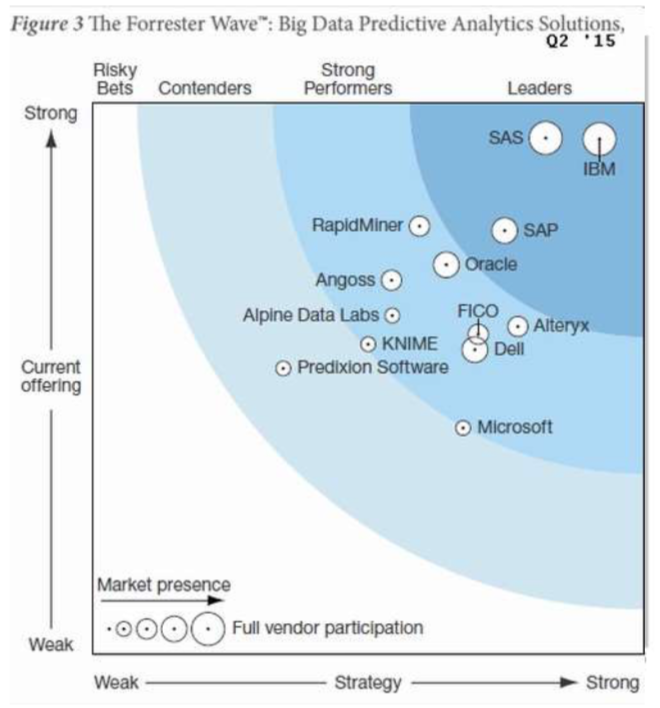 Figure 3 The Forrester Wave™: Big Data Predictive Analytics Solutions,
Q2 '15
Risky
Bets
Contenders
Strong
Performers
Leaders
Strong
SAS
IBM
RapidMiner
SAP
Oracle
Angoss
FICO
Alpine Data Labs
Alteryx
KNIME
Dell
Predixion Software
Current
offering
Microsoft
Market presence
Full vendor participation
Weak
Weak
Strategy
Strong